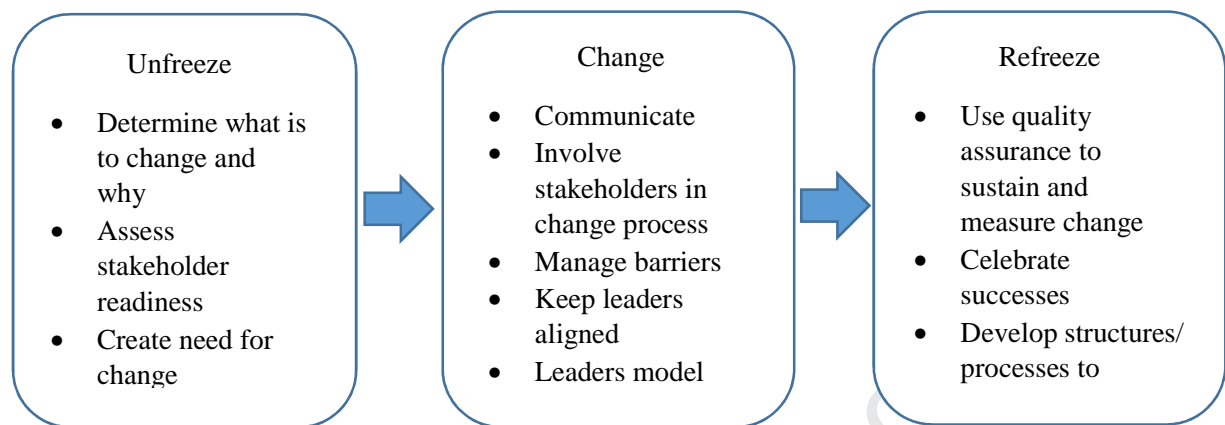 Unfreeze
• Determine what is
to change and
why
• Assess
stakeholder
readiness
• Create need for
change
Change
• Communicate
• Involve
stakeholders in
change process
• Manage barriers
• Keep leaders
aligned
• Leaders model
Refreeze
• Use quality
assurance to
sustain and
measure change
• Celebrate
successes
• Develop structures/
processes to